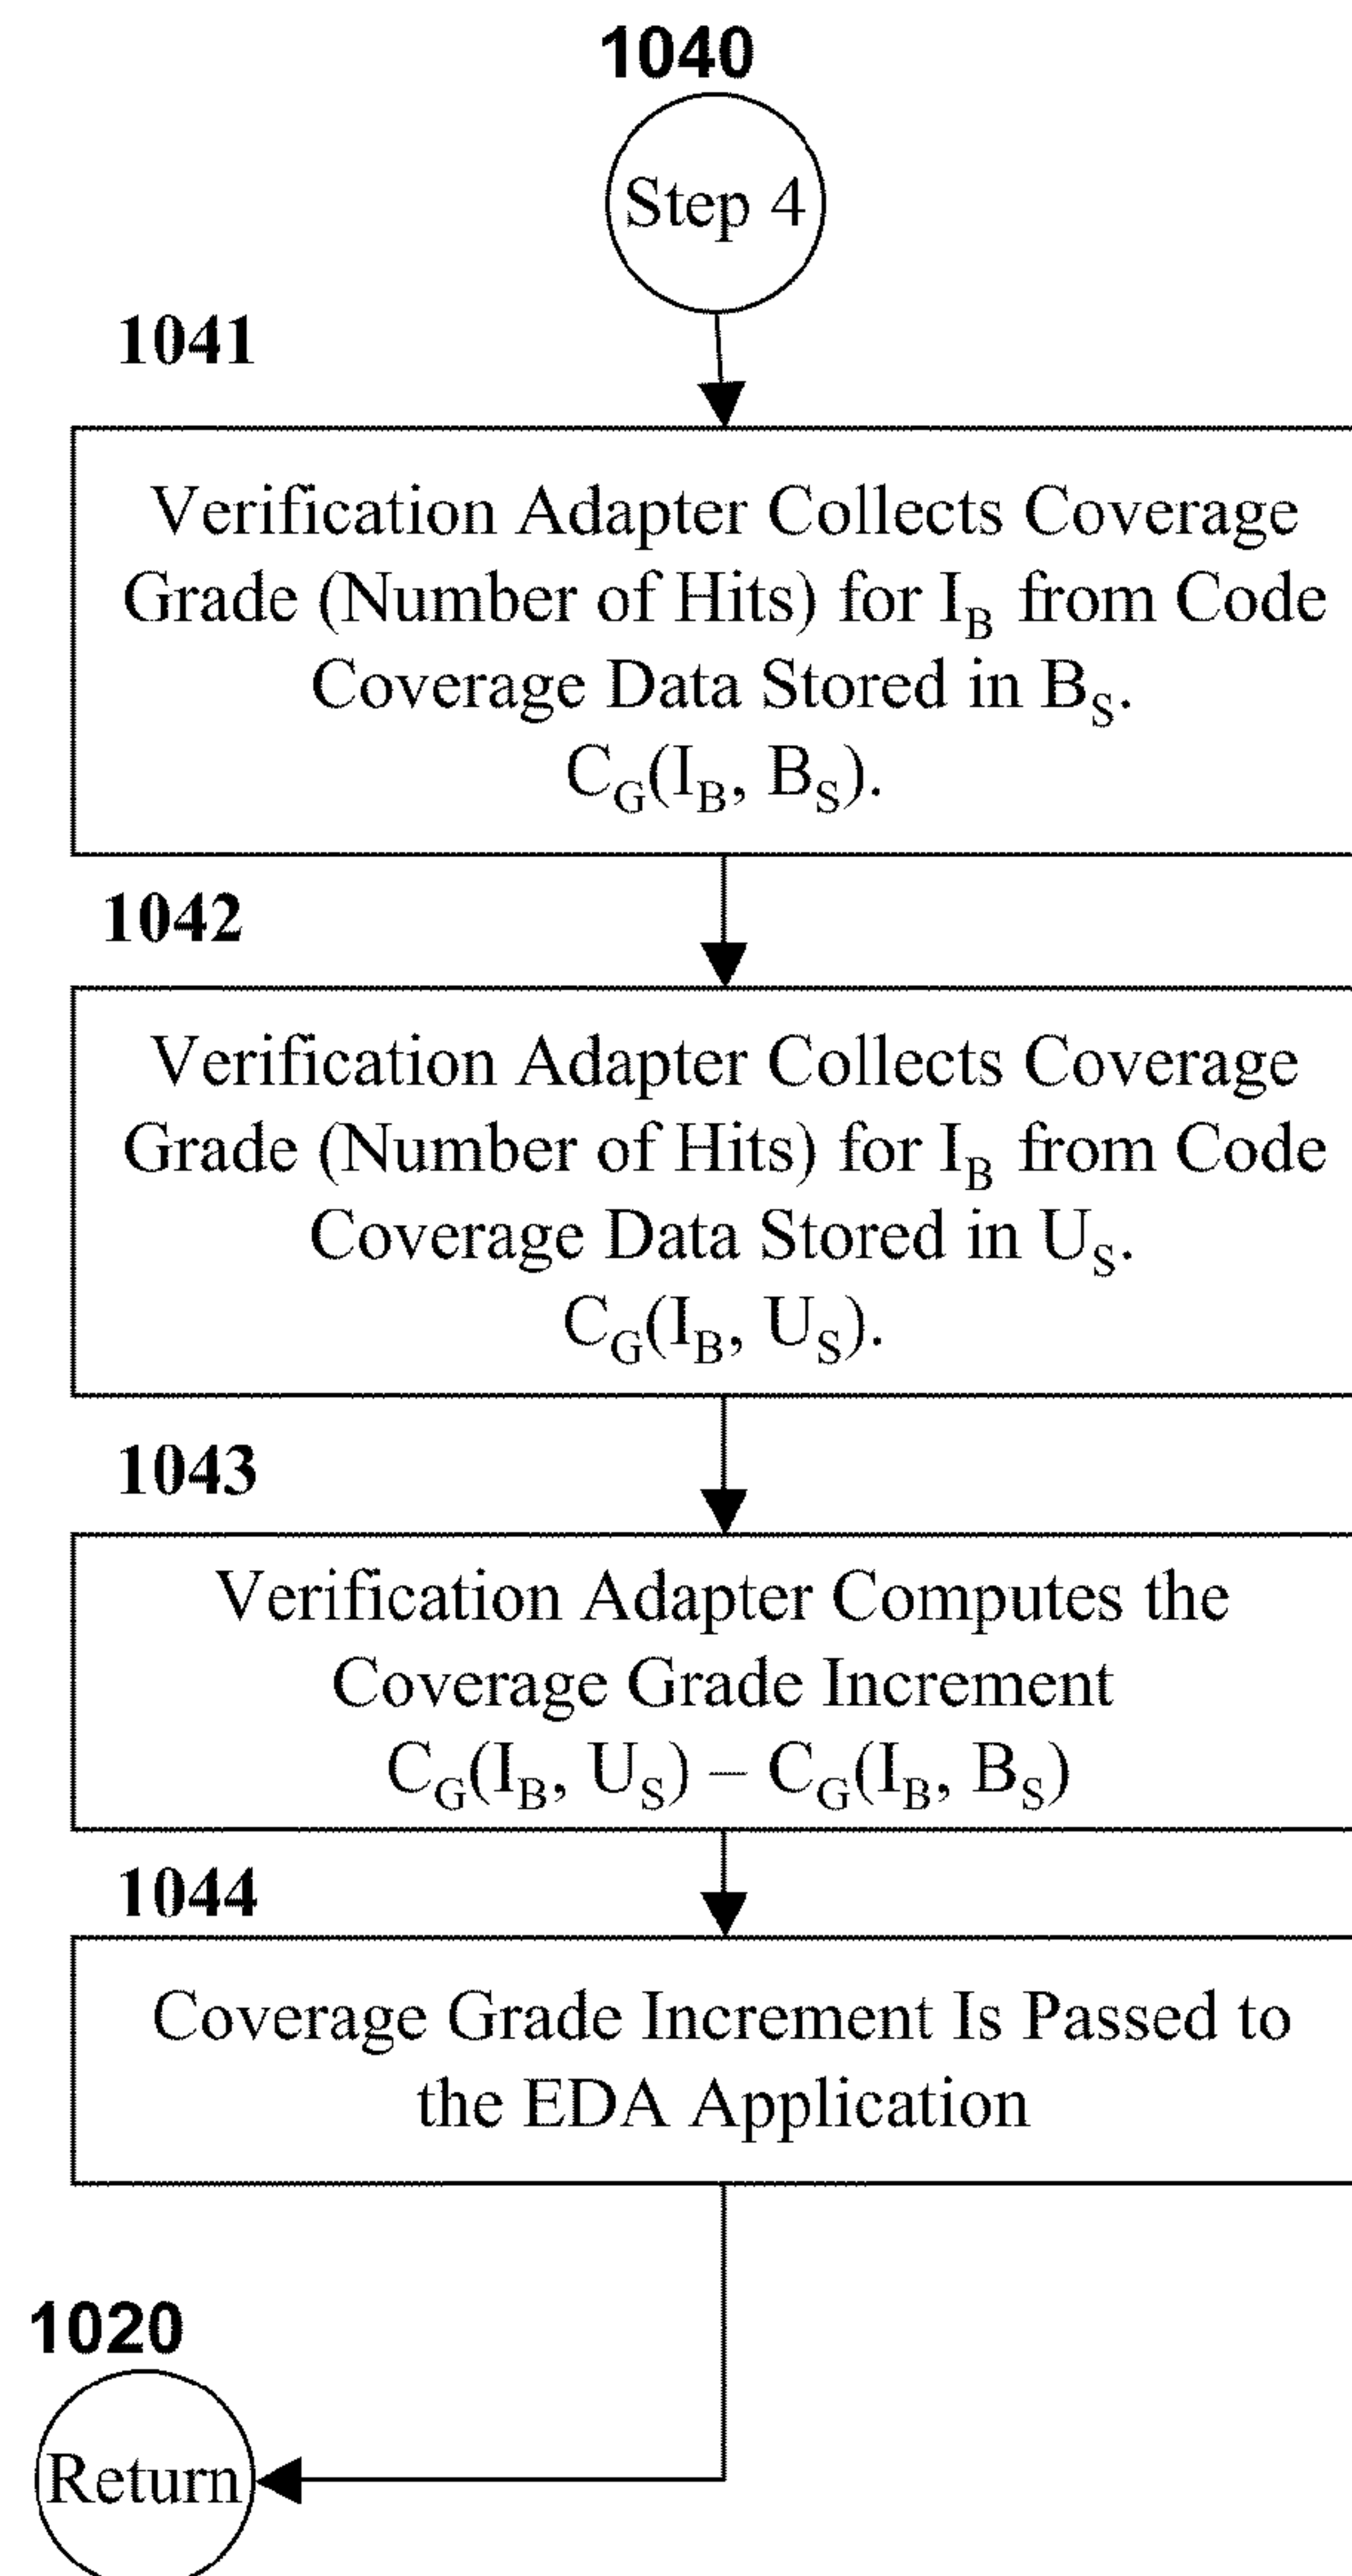 1040
Step 4
1041
Verification Adapter Collects Coverage
Grade (Number of Hits) for I_B from Code
Coverage Data Stored in B_S.
C_G(I_B, B_S).
1042
Verification Adapter Collects Coverage
Grade (Number of Hits) for I_B from Code
Coverage Data Stored in U_S.
C_G(I_B, U_S).
1043
Verification Adapter Computes the
Coverage Grade Increment
C_G(I_B, U_S) – C_G(I_B, B_S)
1044
Coverage Grade Increment Is Passed to
the EDA Application
1020
Return